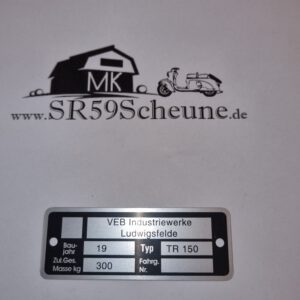 MK
www.SR59Scheune.de
VEB Industriewerke
Ludwigsfelde
Bau-
jahr 19 Typ TR 150
Zul.Ges.
Masse kg 300 Fahrg.
Nr.